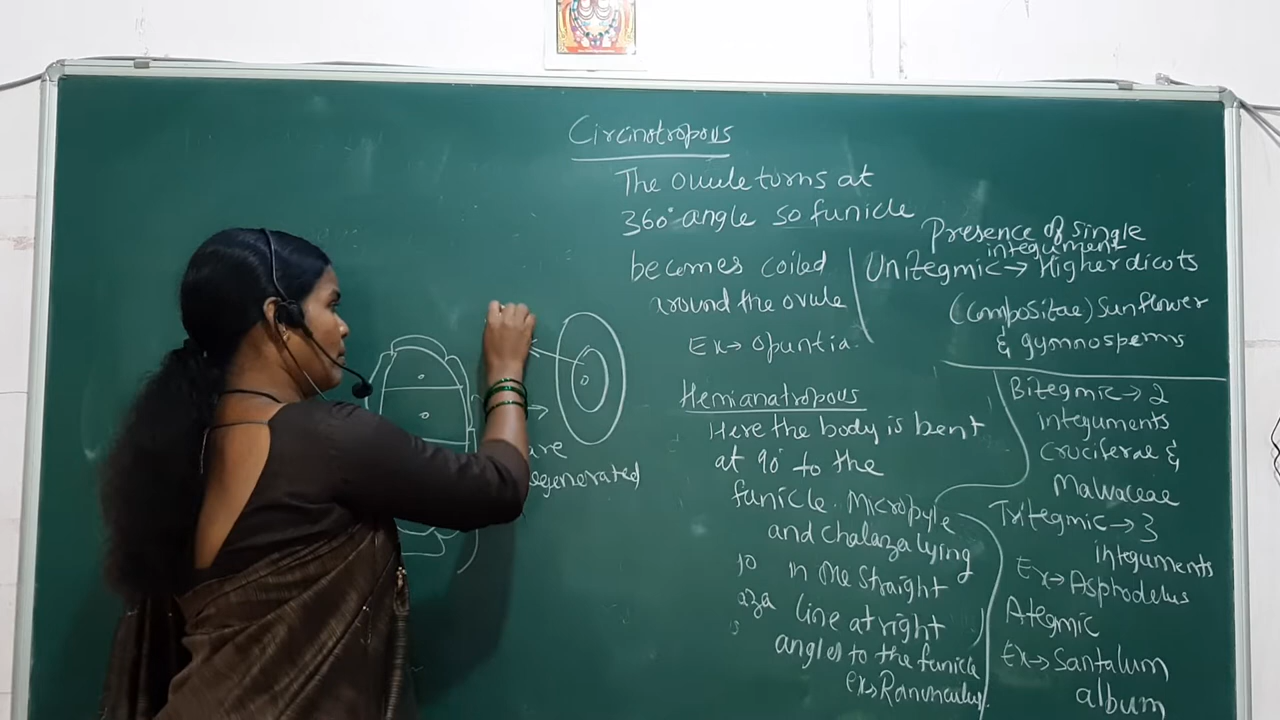 Circinotropous
The Ovule turns at
360° angle so funicle
becomes coiled
around the ovule
Ex→ Opuntia.
Presence of single
integument
Unitegmic → Higher dicots
(Compositae) Sunflower
& gymnosperms
Hemianatropous
Here the body is bent
at 90° to the
funicle. Micropyle
and chalaza lying
in one straight
line at right
angles to the funicle
ex→ Ranunculus
Bitegmic → 2
integuments
Cruciferae &
Malvaceae
Tritegmic → 3
integuments
Ex→ Asphodelus
Ategmic
Ex→ Santalum
album
are
egenerated